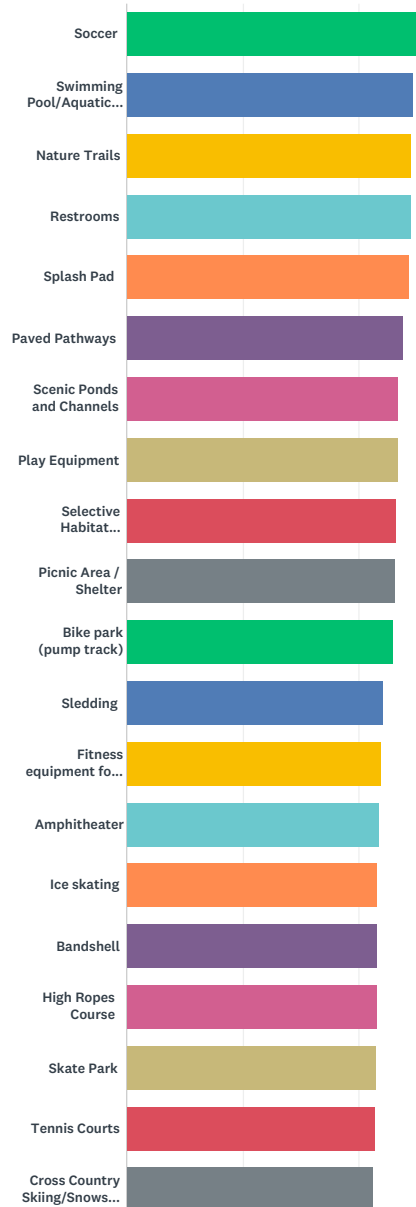 Soccer
Swimming
Pool/Aquatic...
Nature Trails
Restrooms
Splash Pad
Paved Pathways
Scenic Ponds
and Channels
Play Equipment
Selective
Habitat...
Picnic Area /
Shelter
Bike park
(pump track)
Sledding
Fitness
equipment fo...
Amphitheater
Ice skating
Bandshell
High Ropes
Course
Skate Park
Tennis Courts
Cross Country
Skiing/Snows...